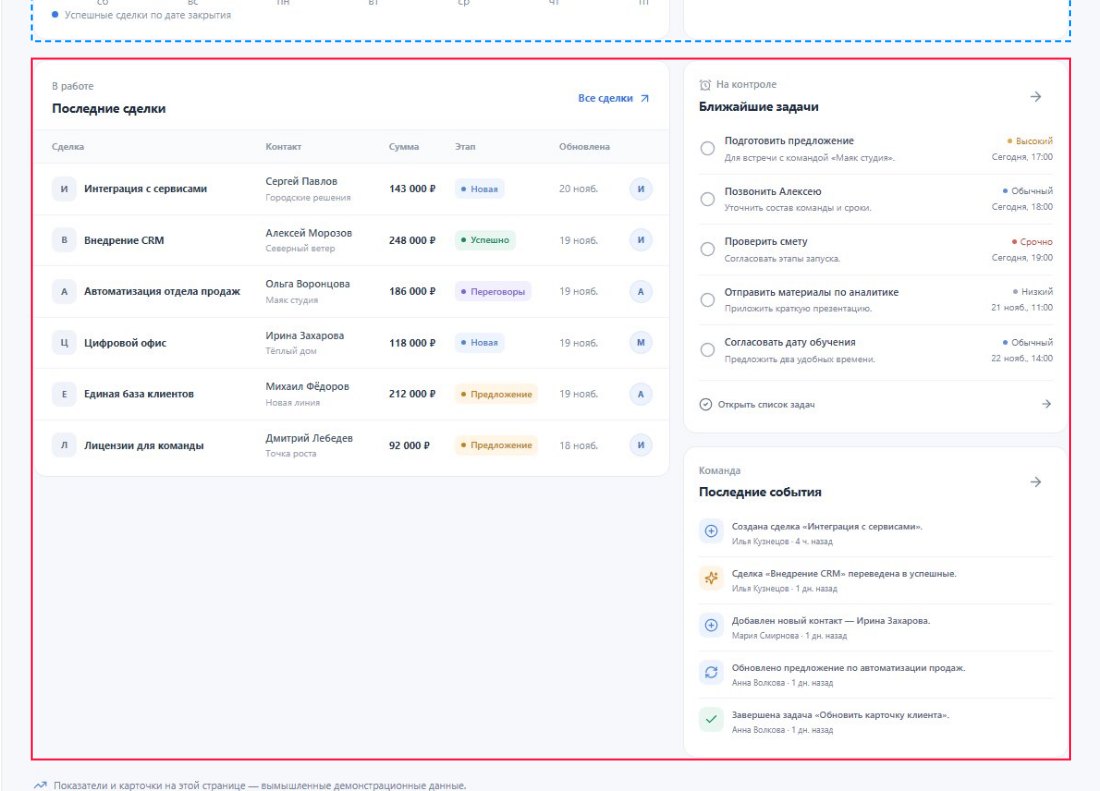 сб вс пн вт ср чт пт
Успешные сделки по дате закрытия
В работе
Последние сделки
Все сделки
Сделка Контакт Сумма Этап Обновлена
И Интеграция с сервисами Сергей Павлов 143 000 ₽ Новая 20 нояб. И
Городские решения
В Внедрение CRM Алексей Морозов 248 000 ₽ Успешно 19 нояб. И
Северный ветер
А Автоматизация отдела продаж Ольга Воронцова 186 000 ₽ Переговоры 19 нояб. А
Маяк студия
Ц Цифровой офис Ирина Захарова 118 000 ₽ Новая 19 нояб. М
Тёплый дом
Е Единая база клиентов Михаил Фёдоров 212 000 ₽ Предложение 19 нояб. А
Новая линия
Л Лицензии для команды Дмитрий Лебедев 92 000 ₽ Предложение 18 нояб. И
Точка роста
На контроле
Ближайшие задачи
Подготовить предложение Высокий
Для встречи с командой «Маяк студия». Сегодня, 17:00
Позвонить Алексею Обычный
Уточнить состав команды и сроки. Сегодня, 18:00
Проверить смету Срочно
Согласовать этапы запуска. Сегодня, 19:00
Отправить материалы по аналитике Низкий
Приложить краткую презентацию. 21 нояб., 11:00
Согласовать дату обучения Обычный
Предложить два удобных времени. 22 нояб., 14:00
Открыть список задач
Команда
Последние события
Создана сделка «Интеграция с сервисами».
Илья Кузнецов · 4 ч. назад
Сделка «Внедрение CRM» переведена в успешные.
Илья Кузнецов · 1 дн. назад
Добавлен новый контакт — Ирина Захарова.
Мария Смирнова · 1 дн. назад
Обновлено предложение по автоматизации продаж.
Анна Волкова · 1 дн. назад
Завершена задача «Обновить карточку клиента».
Анна Волкова · 1 дн. назад
Показатели и карточки на этой странице — вымышленные демонстрационные данные.